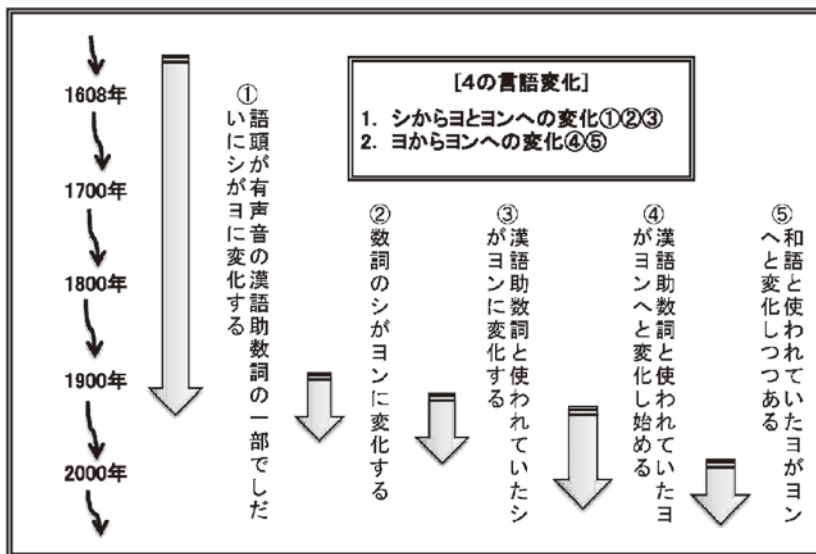 1608年
1700年
1800年
1900年
2000年
[4の言語変化]
1. シからヨとヨンへの変化①②③
2. ヨからヨンへの変化④⑤
①
語頭が有声音の漢語助数詞の一部でしだ
いにシがヨに変化する
②
数詞のシがヨンに変化する
③
漢語助数詞と使われていたシ
がヨンに変化する
④
漢語助数詞と使われていたヨ
がヨンへと変化し始める
⑤
和語と使われていたヨがヨン
へと変化しつつある